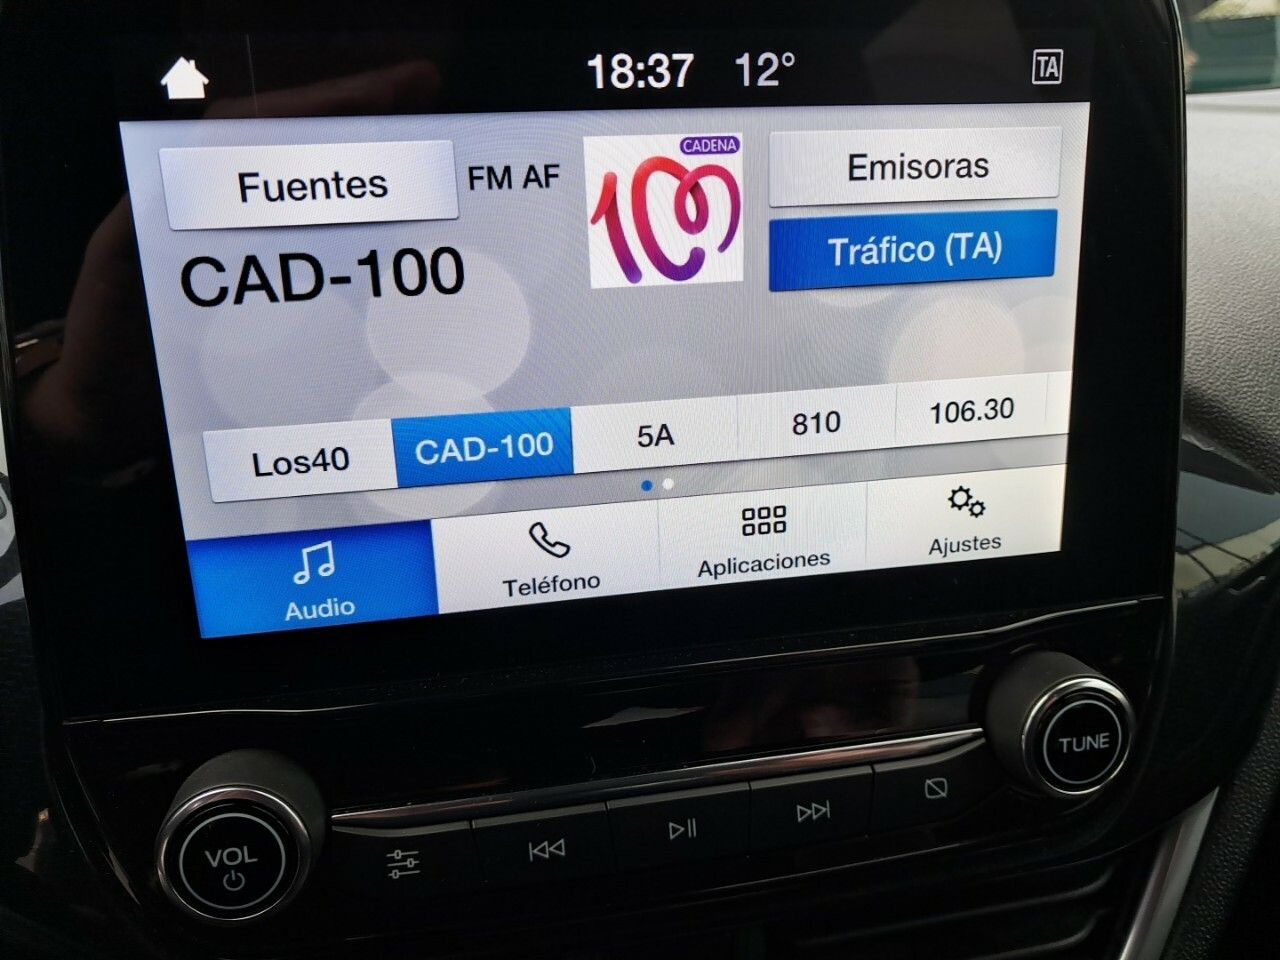 18:37 12° TA
Fuentes FM AF CADENA 100 Emisoras
Tráfico (TA)
CAD-100
Los40 CAD-100 5A 810 106.30
Audio Teléfono Aplicaciones Ajustes
VOL TUNE